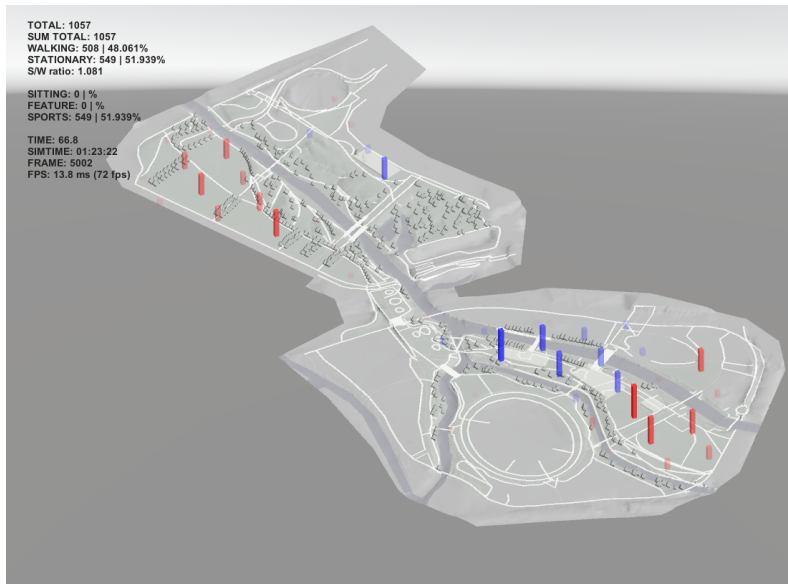 TOTAL: 1057
SUM TOTAL: 1057
WALKING: 508 | 48.061%
STATIONARY: 549 | 51.939%
S/W ratio: 1.081
SITTING: 0 | %
FEATURE: 0 | %
SPORTS: 549 | 51.939%
TIME: 66.8
SIMTIME: 01:23:22
FRAME: 5002
FPS: 13.8 ms (72 fps)